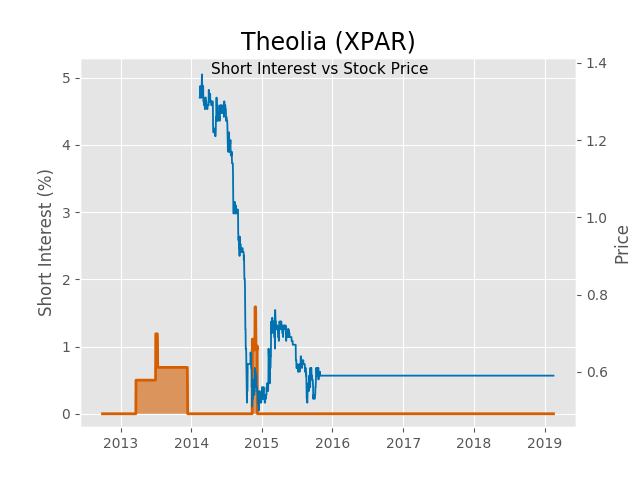 Theolia (XPAR)
Short Interest vs Stock Price
Short Interest (%)
5
4
3
2
1
0
1.4
1.2
1.0
0.8
0.6
Price
2013 2014 2015 2016 2017 2018 2019